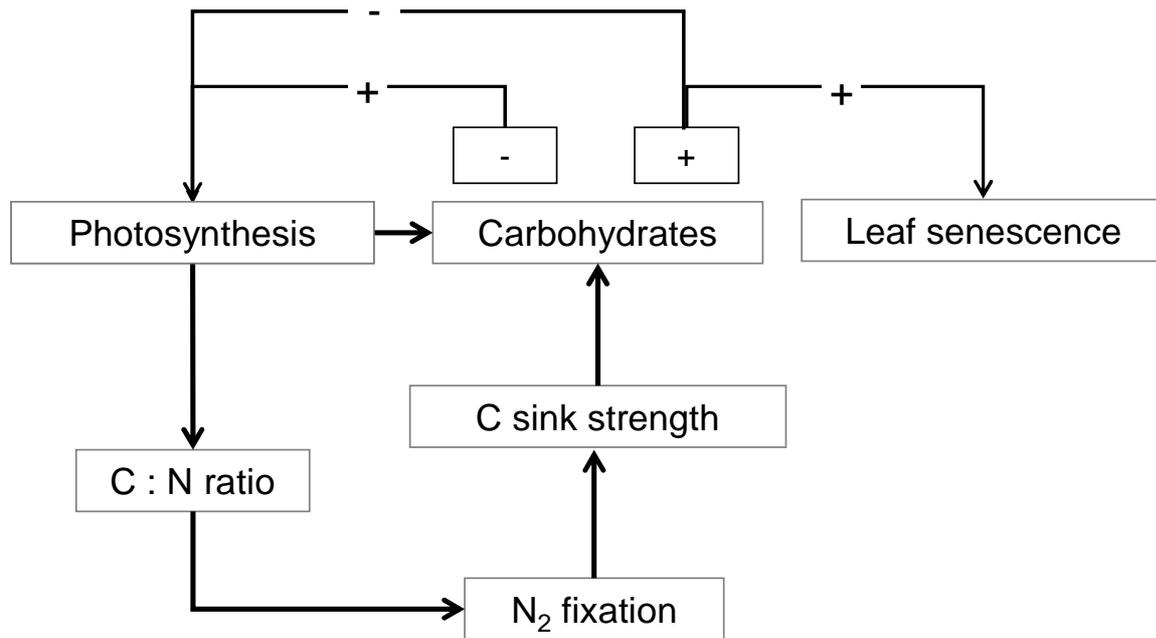 -
+
+
-
+
Photosynthesis
Carbohydrates
Leaf senescence
C sink strength
C : N ratio
N₂ fixation